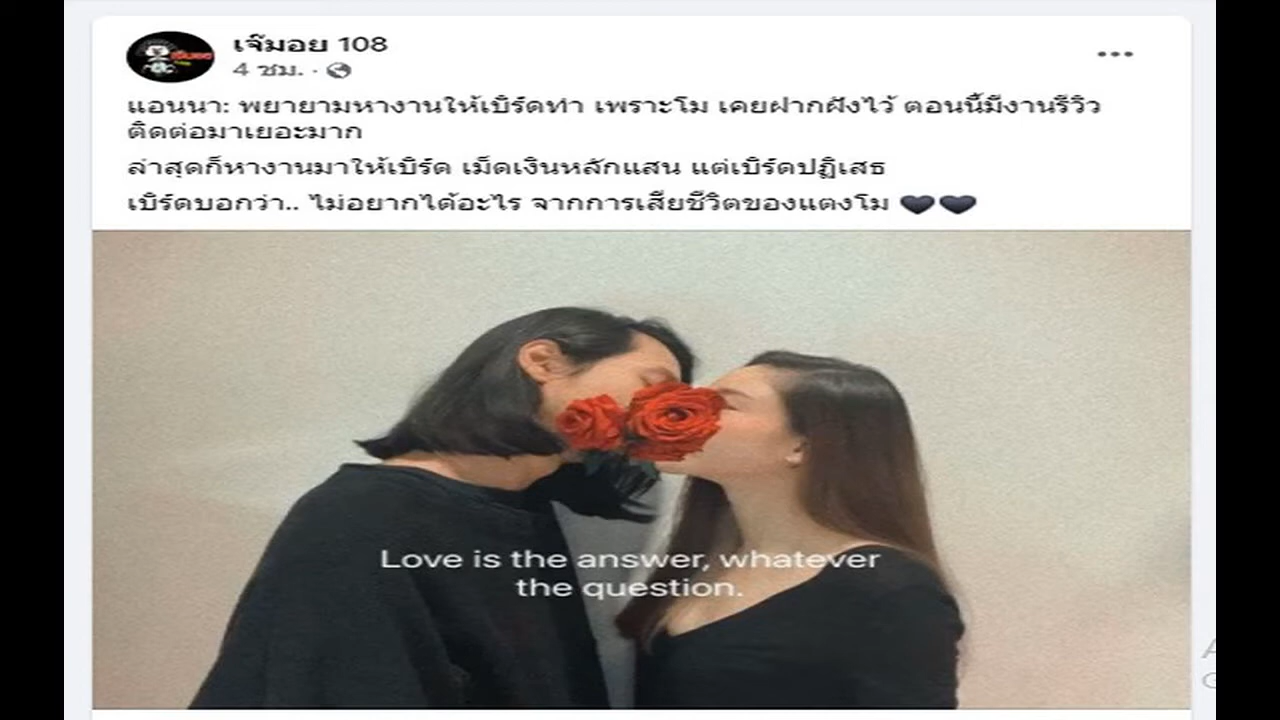 เจ๊มอย 108
4 ชม. ·
แอนนา: พยายามหางานให้เบิร์ดทำ เพราะโม เคยฝากฝังไว้ ตอนนี้มีงานรีวิว
ติดต่อมาเยอะมาก
ล่าสุดก็หางานมาให้เบิร์ด เม็ดเงินหลักแสน แต่เบิร์ดปฏิเสธ
เบิร์ดบอกว่า.. ไม่อยากได้อะไร จากการเสียชีวิตของแตงโม 🖤🖤
Love is the answer, whatever
the question.